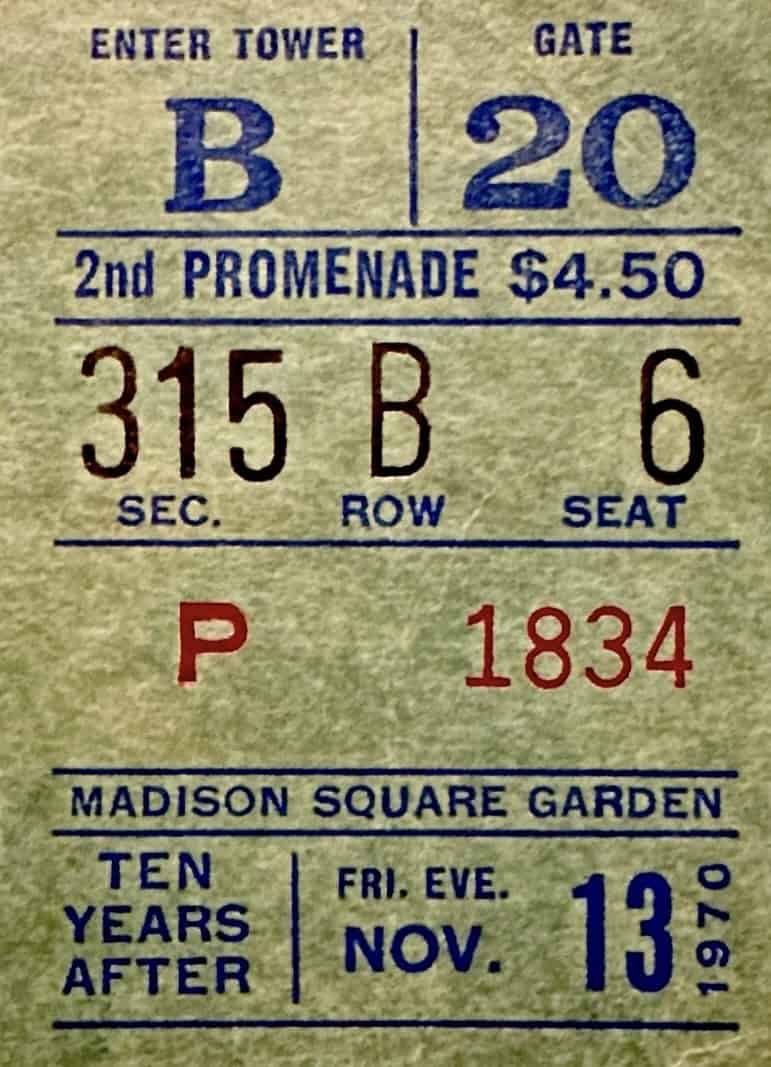 ENTER TOWER GATE
B 20
2nd PROMENADE $4.50
315 B 6
SEC. ROW SEAT
P 1834
MADISON SQUARE GARDEN
TEN
YEARS
AFTER
FRI. EVE.
NOV. 13 1970